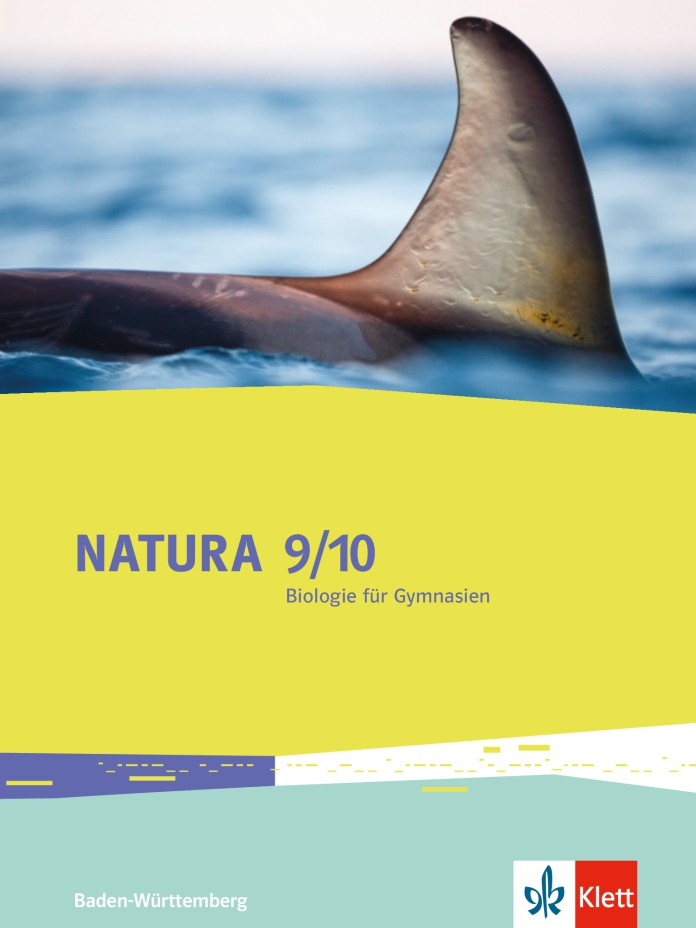 NATURA 9/10
Biologie für Gymnasien
Baden-Württemberg
Klett